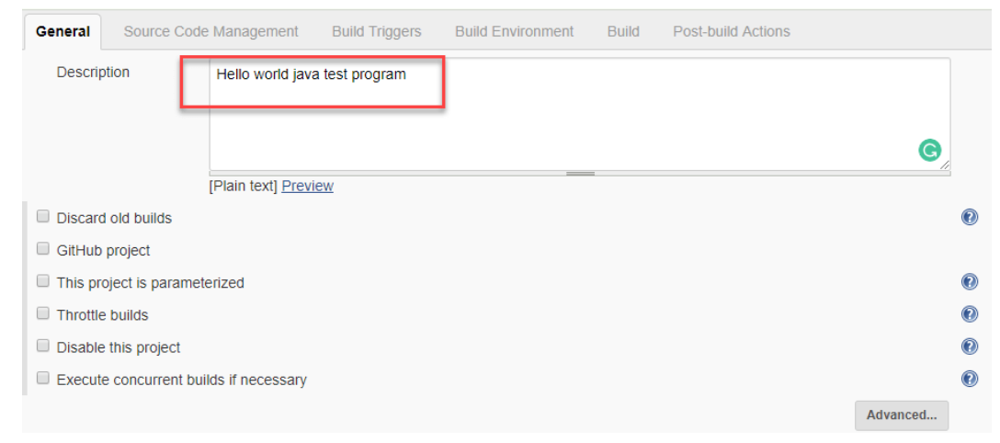 General Source Code Management Build Triggers Build Environment Build Post-build Actions
Description Hello world java test program
[Plain text] Preview
Discard old builds
GitHub project
This project is parameterized
Throttle builds
Disable this project
Execute concurrent builds if necessary
Advanced...